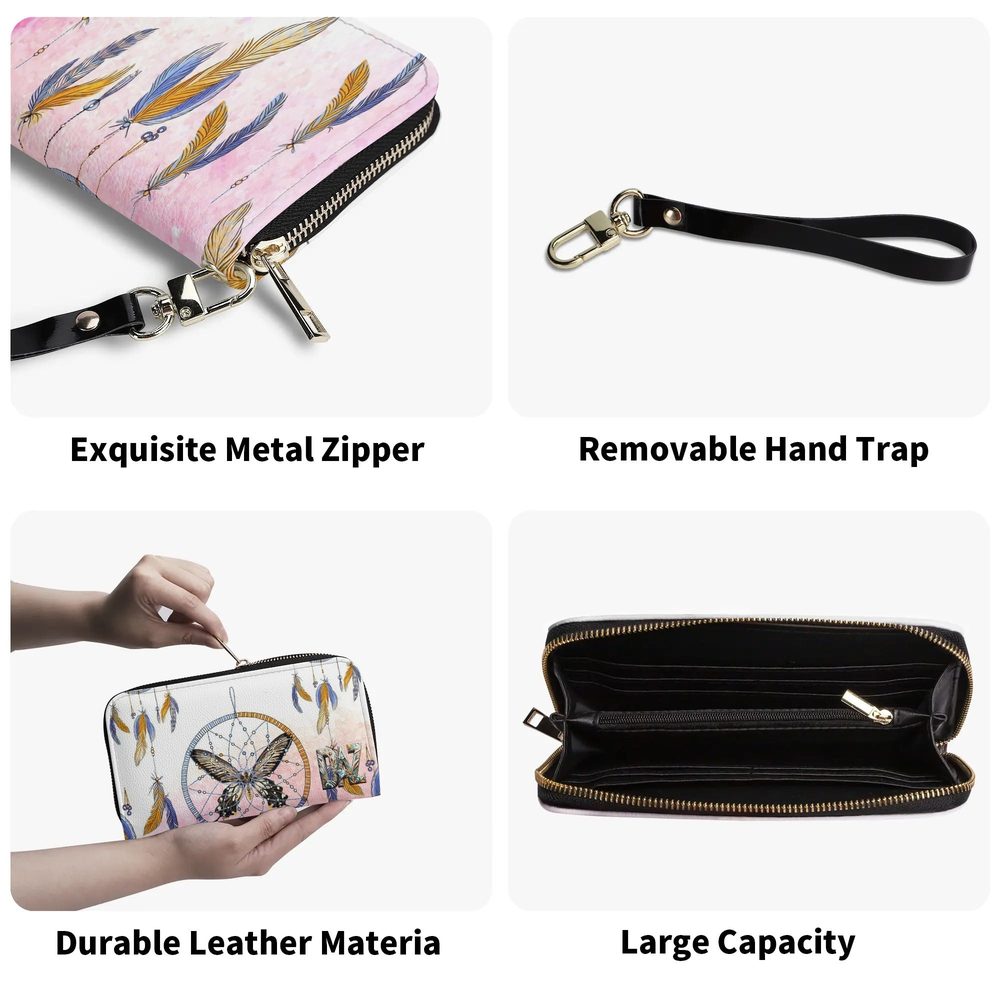 Exquisite Metal Zipper
Removable Hand Trap
Durable Leather Materia
Large Capacity